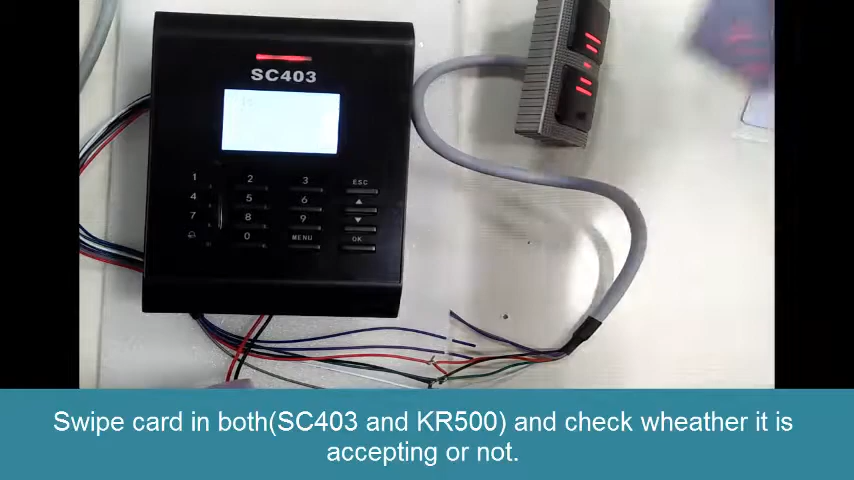 SC403
1 2 3 ESC
4 5 6
7 8 9
0 MENU OK
Swipe card in both(SC403 and KR500) and check wheather it is
accepting or not.